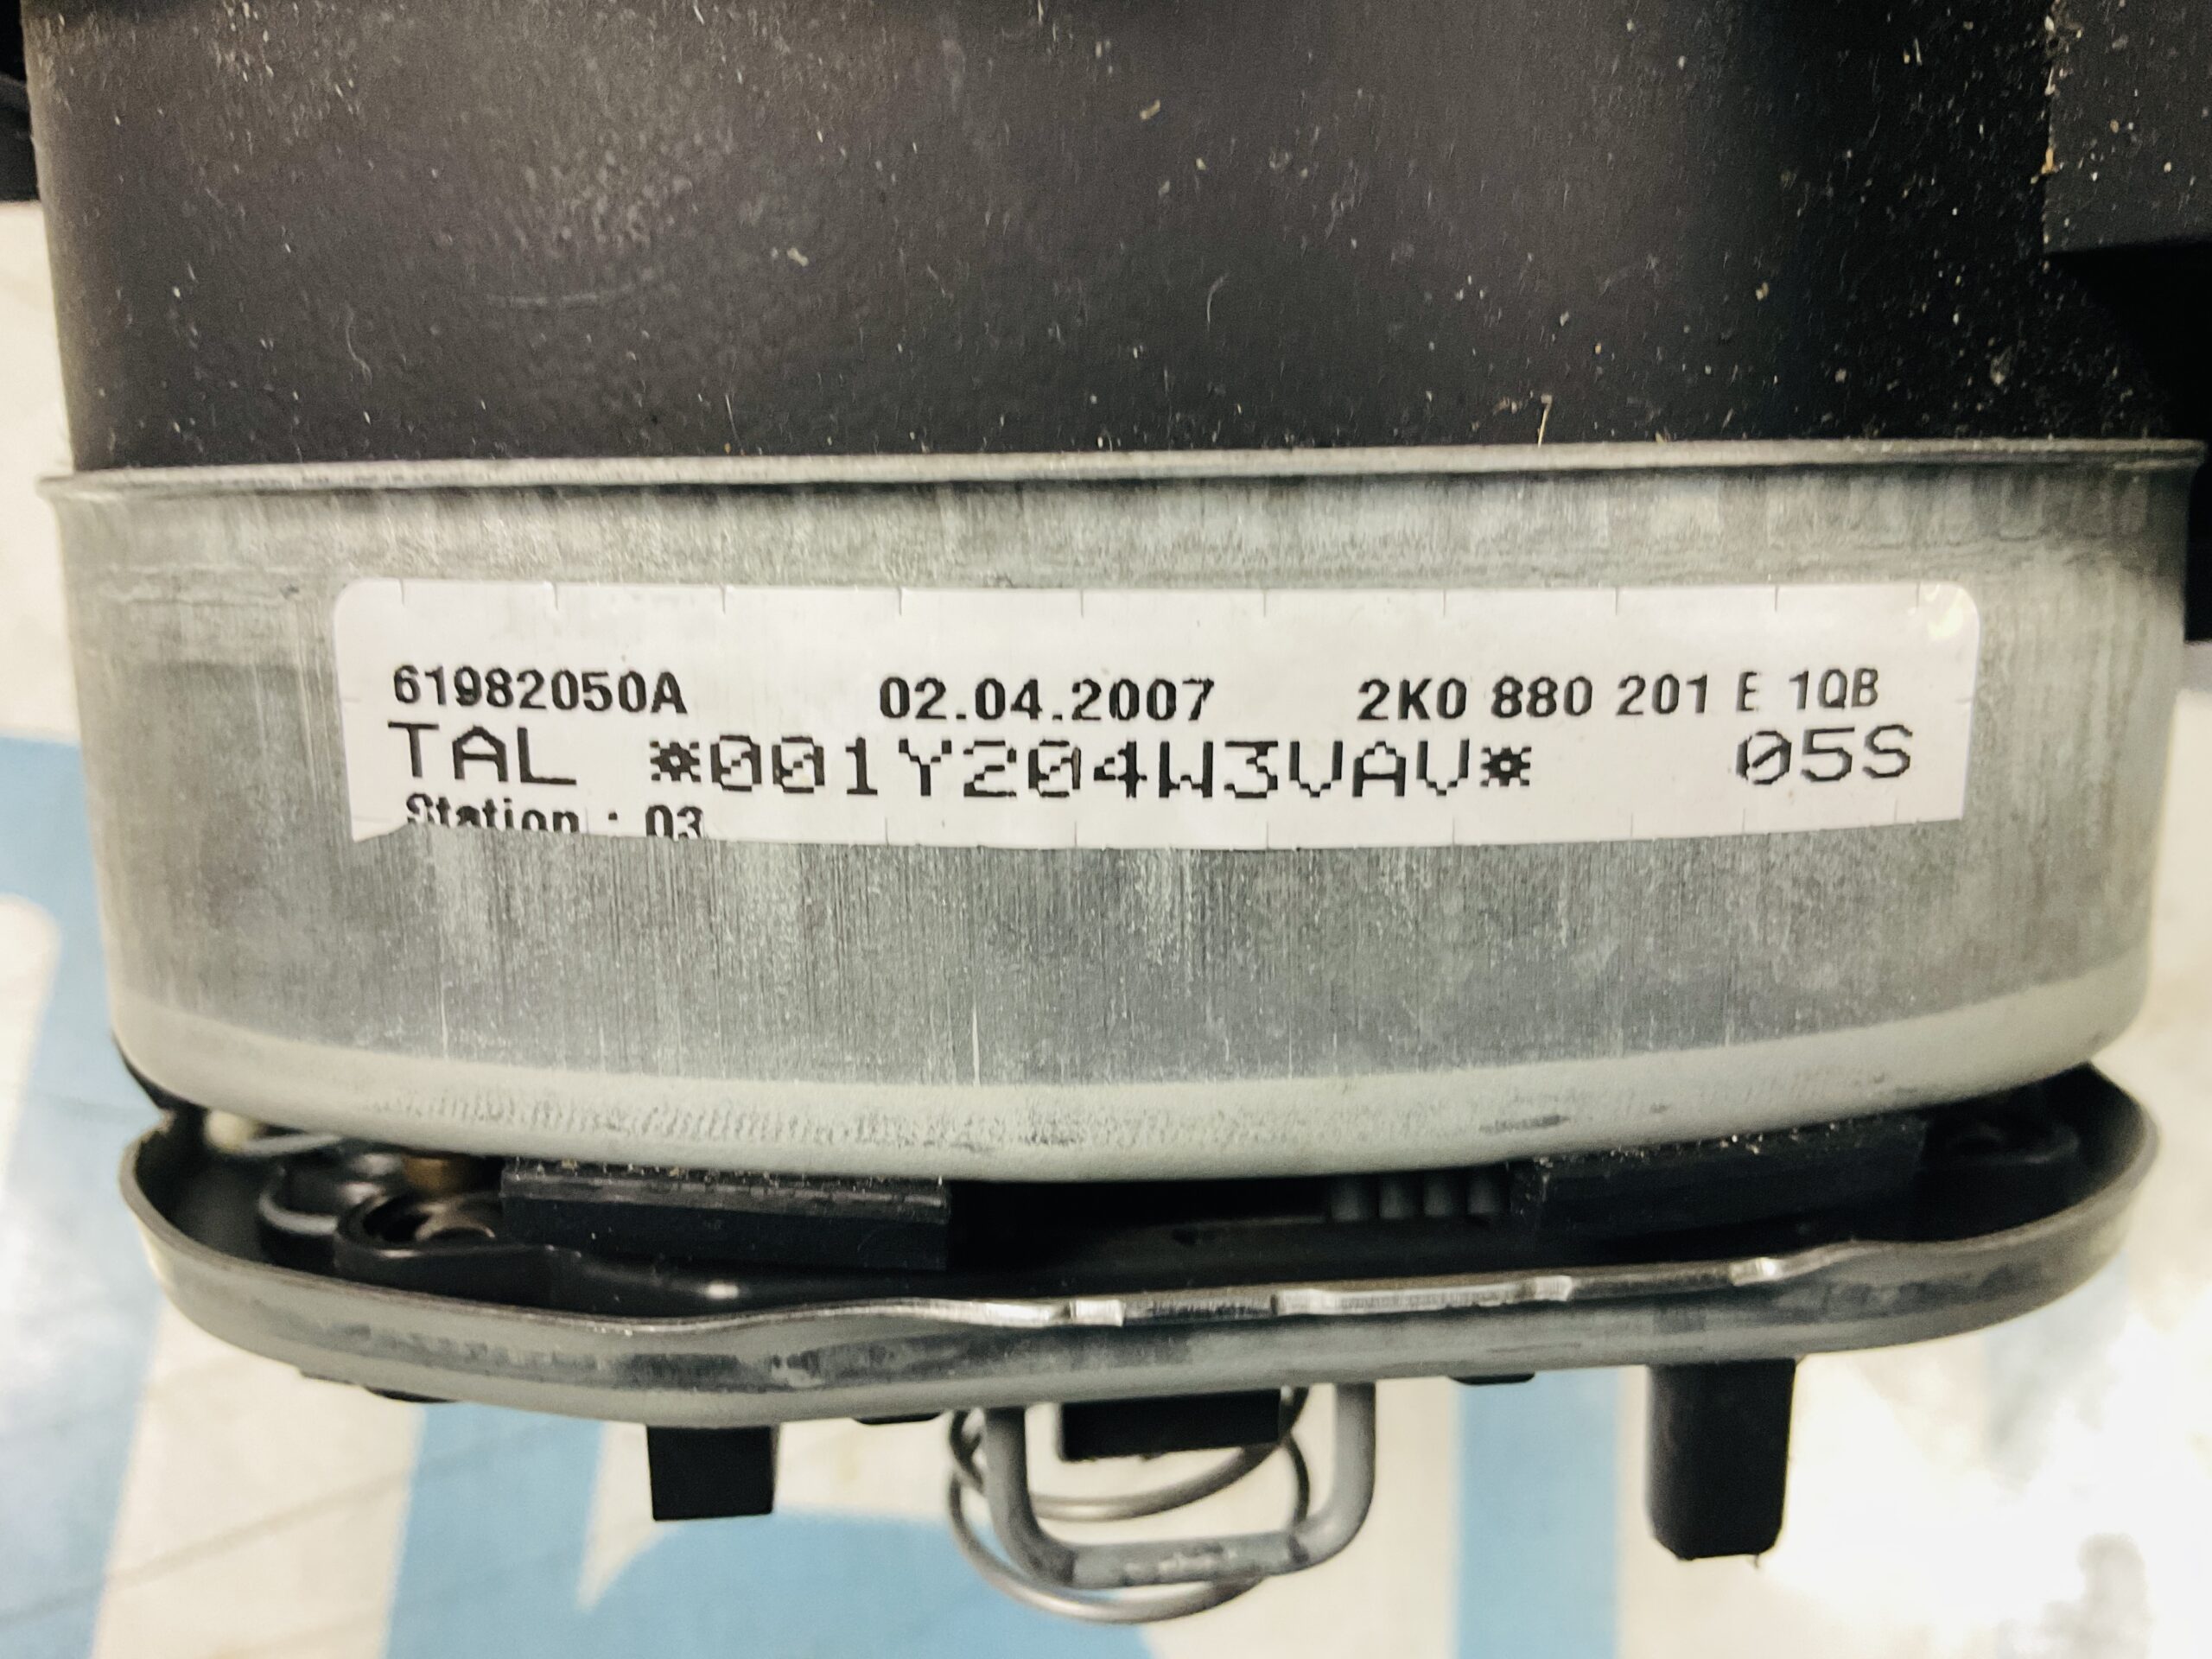 61982050A 02.04.2007 2K0 880 201 E 1QB
TAL *001Y204W3VAV* 05S
Station : 03